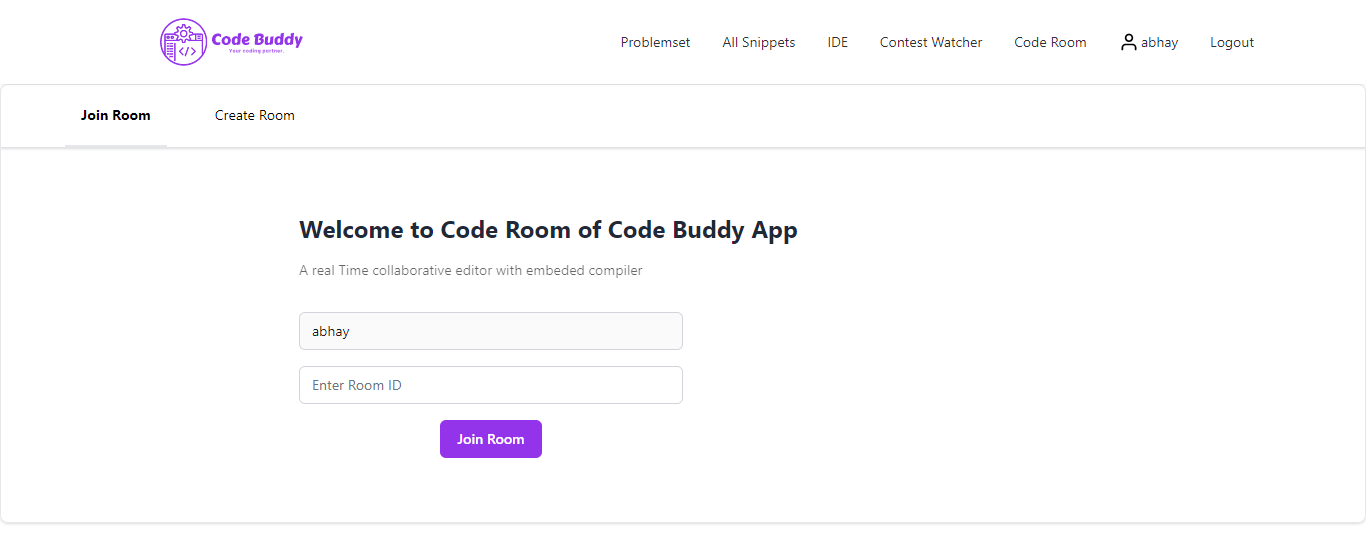 Code Buddy
Your coding partner.
Problemset All Snippets IDE Contest Watcher Code Room abhay Logout
Join Room Create Room
Welcome to Code Room of Code Buddy App
A real Time collaborative editor with embeded compiler
abhay
Enter Room ID
Join Room